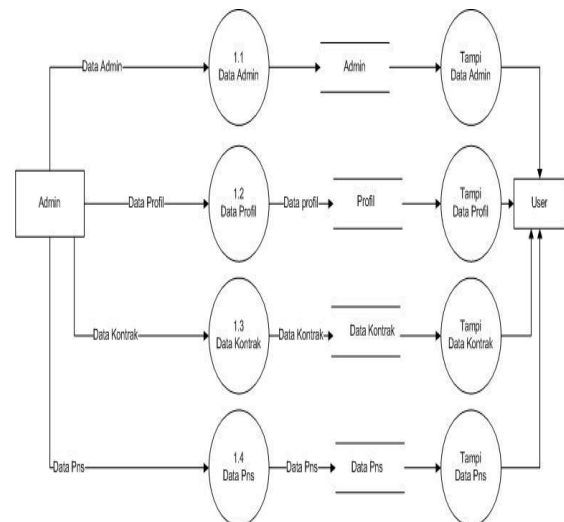 Data Admin
1.1
Data Admin
Admin
Tampi
Data Admin
Admin
Data Profil
1.2
Data Profil
Data profil
Profil
Tampi
Data Profil
User
Data Kontrak
1.3
Data Kontrak
Data Kontrak
Data Kontrak
Tampi
Data Kontrak
Data Pns
1.4
Data Pns
Data Pns
Data Pns
Tampi
Data Pns